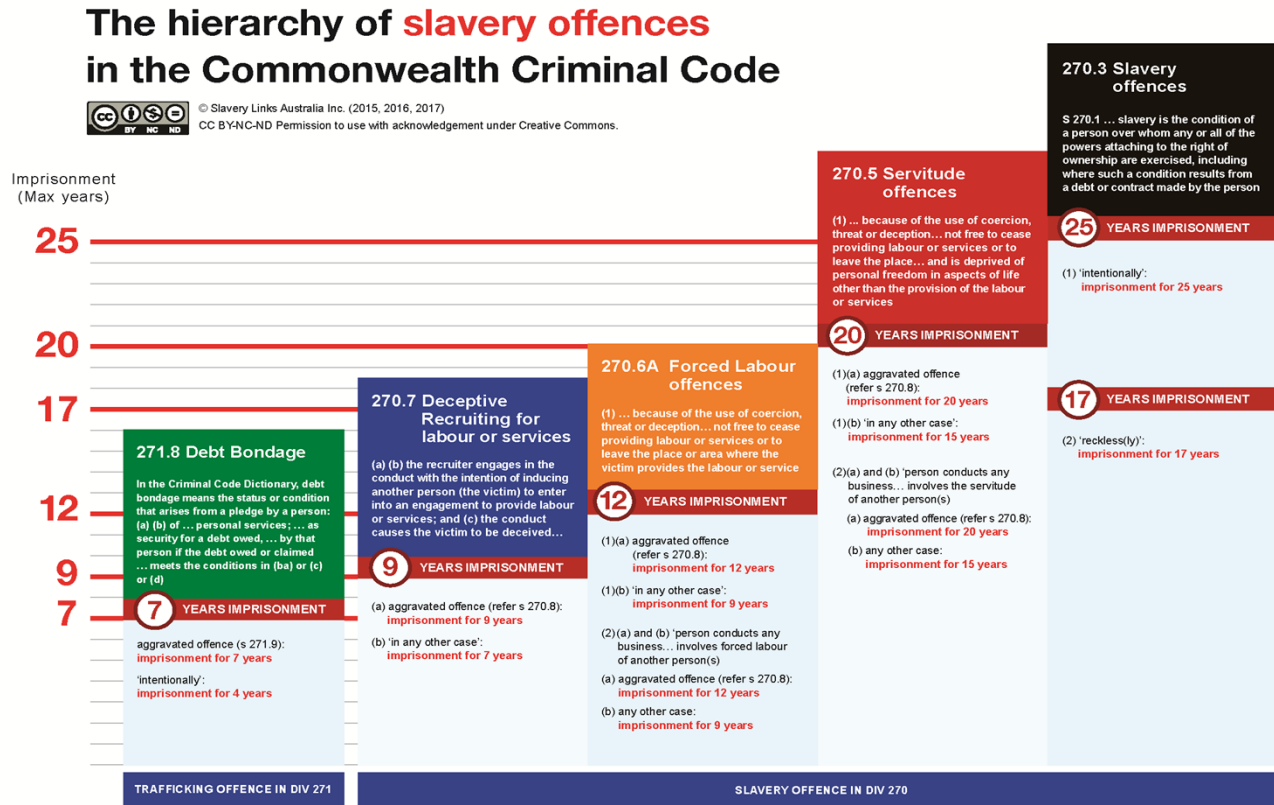 The hierarchy of slavery offences
in the Commonwealth Criminal Code
cc
BY NC ND
© Slavery Links Australia Inc. (2015, 2016, 2017)
CC BY-NC-ND Permission to use with acknowledgement under Creative Commons.
Imprisonment
(Max years)
25
20
17
12
9
7
271.8 Debt Bondage
In the Criminal Code Dictionary, debt
bondage means the status or condition
that arises from a pledge by a person:
(a) (b) of ... personal services; ... as
security for a debt owed, ... by that
person if the debt owed or claimed
... meets the conditions in (ba) or (c)
or (d)
7 YEARS IMPRISONMENT
aggravated offence (s 271.9):
imprisonment for 7 years
‘intentionally’:
imprisonment for 4 years
TRAFFICKING OFFENCE IN DIV 271
270.7 Deceptive
Recruiting for
labour or services
(a) (b) the recruiter engages in the
conduct with the intention of inducing
another person (the victim) to enter
into an engagement to provide labour
or services; and (c) the conduct
causes the victim to be deceived...
9 YEARS IMPRISONMENT
(a) aggravated offence (refer s 270.8):
imprisonment for 9 years
(b) ‘in any other case’:
imprisonment for 7 years
270.6A Forced Labour
offences
(1) ... because of the use of coercion,
threat or deception... not free to cease
providing labour or services or to
leave the place or area where the
victim provides the labour or service
12 YEARS IMPRISONMENT
(1)(a) aggravated offence
(refer s 270.8):
imprisonment for 12 years
(1)(b) ‘in any other case’:
imprisonment for 9 years
(2)(a) and (b) ‘person conducts any
business... involves forced labour
of another person(s)
(a) aggravated offence (refer s 270.8):
imprisonment for 12 years
(b) any other case:
imprisonment for 9 years
270.5 Servitude
offences
(1) ... because of the use of coercion,
threat or deception... not free to cease
providing labour or services or to
leave the place... and is deprived of
personal freedom in aspects of life
other than the provision of the labour
or services
20 YEARS IMPRISONMENT
(1)(a) aggravated offence
(refer s 270.8):
imprisonment for 20 years
(1)(b) ‘in any other case’:
imprisonment for 15 years
(2)(a) and (b) ‘person conducts any
business... involves the servitude
of another person(s)
(a) aggravated offence (refer s 270.8):
imprisonment for 20 years
(b) any other case:
imprisonment for 15 years
270.3 Slavery
offences
S 270.1 ... slavery is the condition of
a person over whom any or all of the
powers attaching to the right of
ownership are exercised, including
where such a condition results from
a debt or contract made by the person
25 YEARS IMPRISONMENT
(1) ‘intentionally’:
imprisonment for 25 years
17 YEARS IMPRISONMENT
(2) ‘reckless(ly)’:
imprisonment for 17 years
SLAVERY OFFENCE IN DIV 270